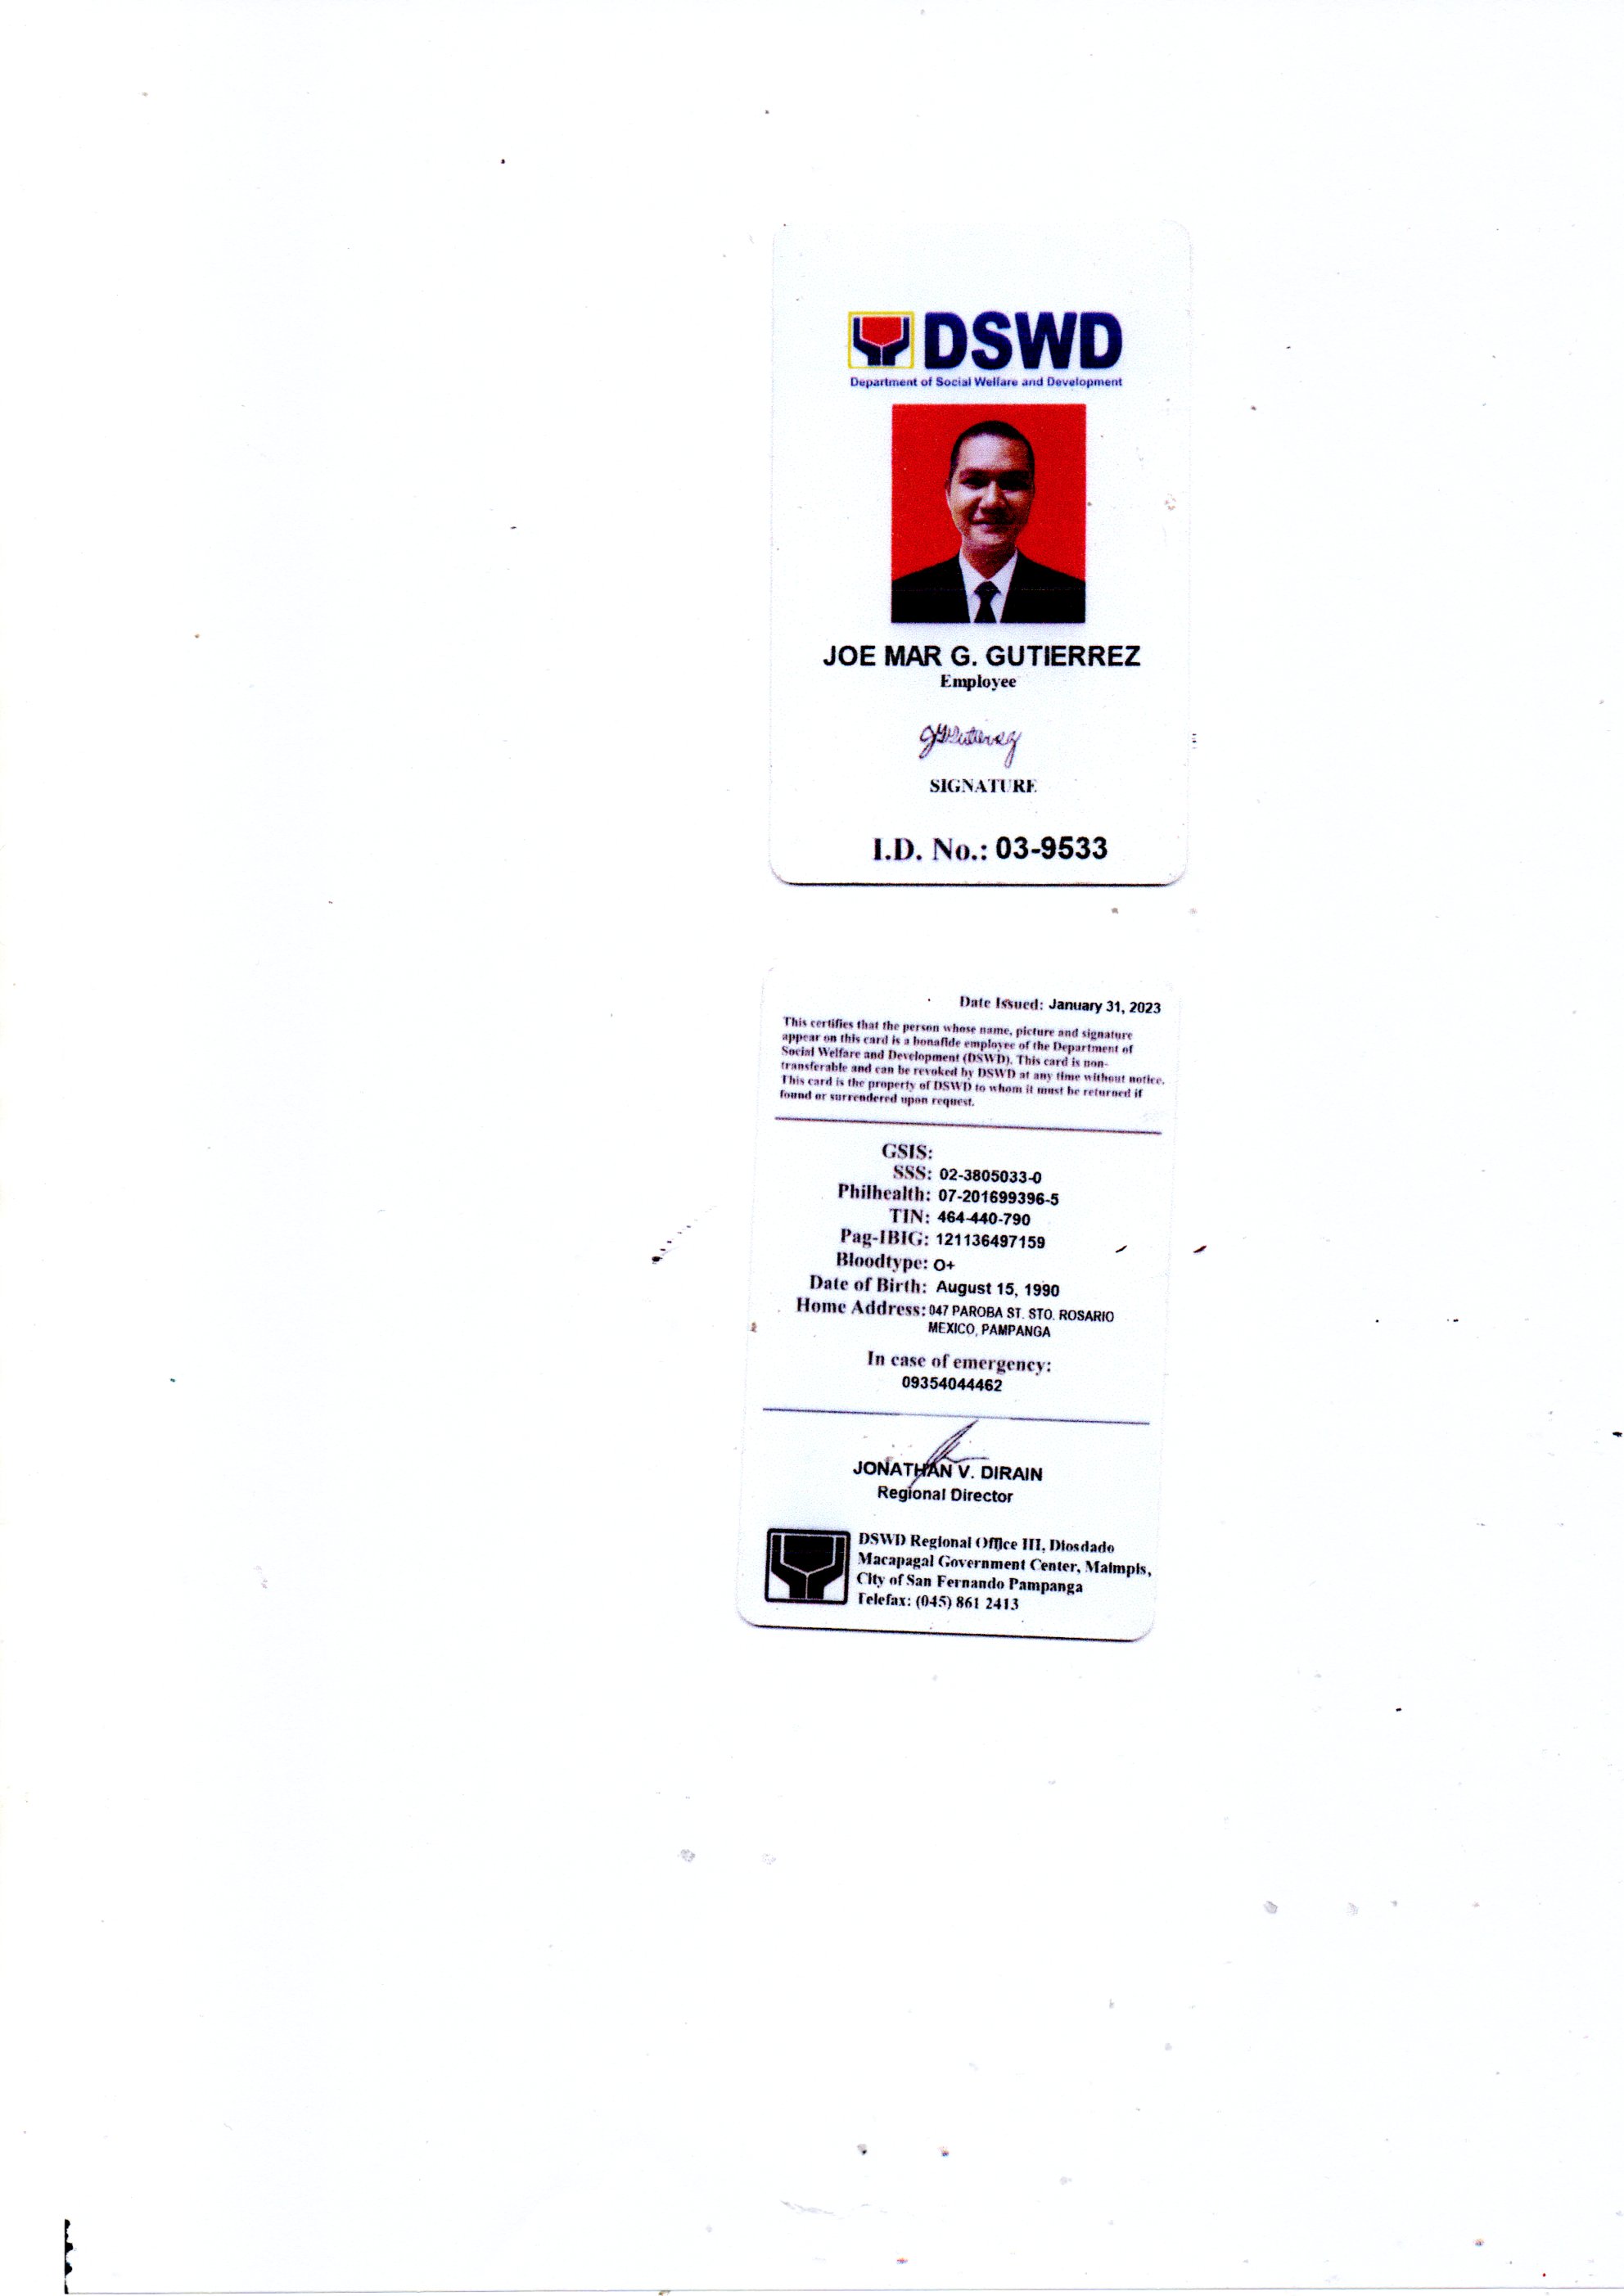 DSWD
Department of Social Welfare and Development
JOE MAR G. GUTIERREZ
Employee
JGGutierrez
SIGNATURE
I.D. No.: 03-9533
Date Issued: January 31, 2023
This certifies that the person whose name, picture and signature
appear on this card is a bonafide employee of the Department of
Social Welfare and Development (DSWD). This card is non-
transferable and can be revoked by DSWD at any time without notice.
This card is the property of DSWD to whom it must be returned if
found or surrendered upon request.
GSIS:
SSS: 02-3805033-0
Philhealth: 07-201699396-5
TIN: 464-440-790
Pag-IBIG: 121136497159
Bloodtype: O+
Date of Birth: August 15, 1990
Home Address: 047 PAROBA ST. STO. ROSARIO
MEXICO, PAMPANGA
In case of emergency:
09354044462
JONATHAN V. DIRAIN
Regional Director
DSWD Regional Office III, Diosdado
Macapagal Government Center, Maimpis,
City of San Fernando Pampanga
Telefax: (045) 861 2413